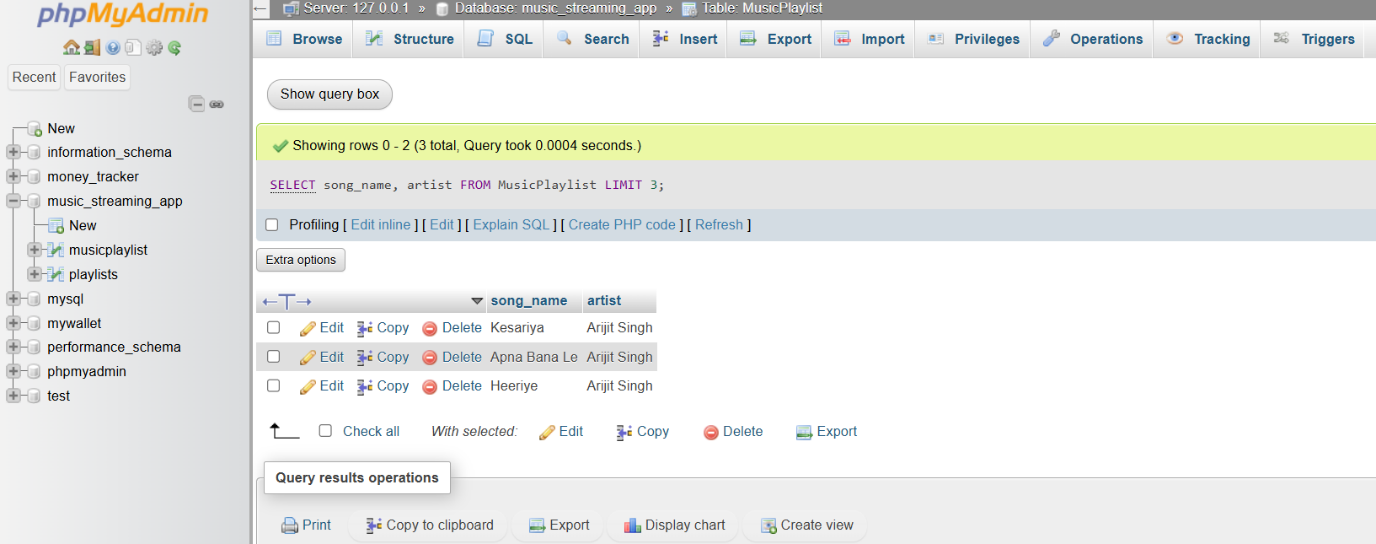 phpMyAdmin
Recent Favorites
New
information_schema
money_tracker
music_streaming_app
New
musicplaylist
playlists
mysql
mywallet
performance_schema
phpmyadmin
test
Server: 127.0.0.1 » Database: music_streaming_app » Table: MusicPlaylist
Browse Structure SQL Search Insert Export Import Privileges Operations Tracking Triggers
Show query box
Showing rows 0 - 2 (3 total, Query took 0.0004 seconds.)
SELECT song_name, artist FROM MusicPlaylist LIMIT 3;
Profiling [ Edit inline ] [ Edit ] [ Explain SQL ] [ Create PHP code ] [ Refresh ]
Extra options
←T→ song_name artist
Edit Copy Delete Kesariya Arijit Singh
Edit Copy Delete Apna Bana Le Arijit Singh
Edit Copy Delete Heeriye Arijit Singh
Check all With selected: Edit Copy Delete Export
Query results operations
Print Copy to clipboard Export Display chart Create view